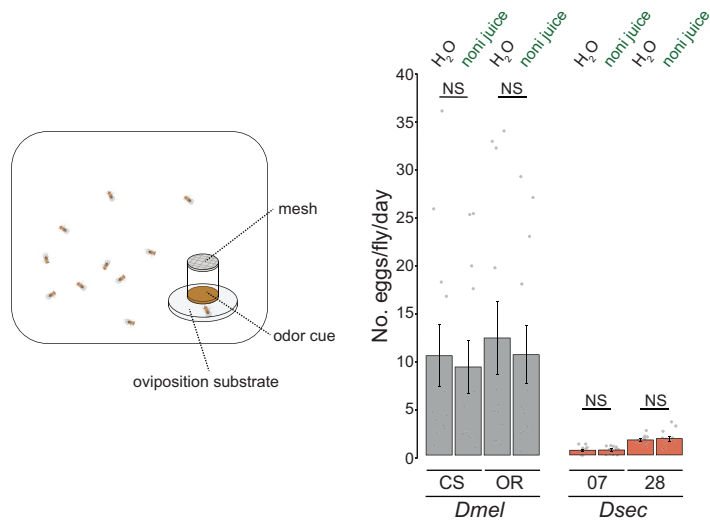 mesh
odor cue
oviposition substrate
H₂O noni juice H₂O noni juice H₂O noni juice H₂O noni juice
NS NS
NS NS
No. eggs/fly/day
40
35
30
25
20
15
10
5
0
CS OR 07 28
Dmel Dsec